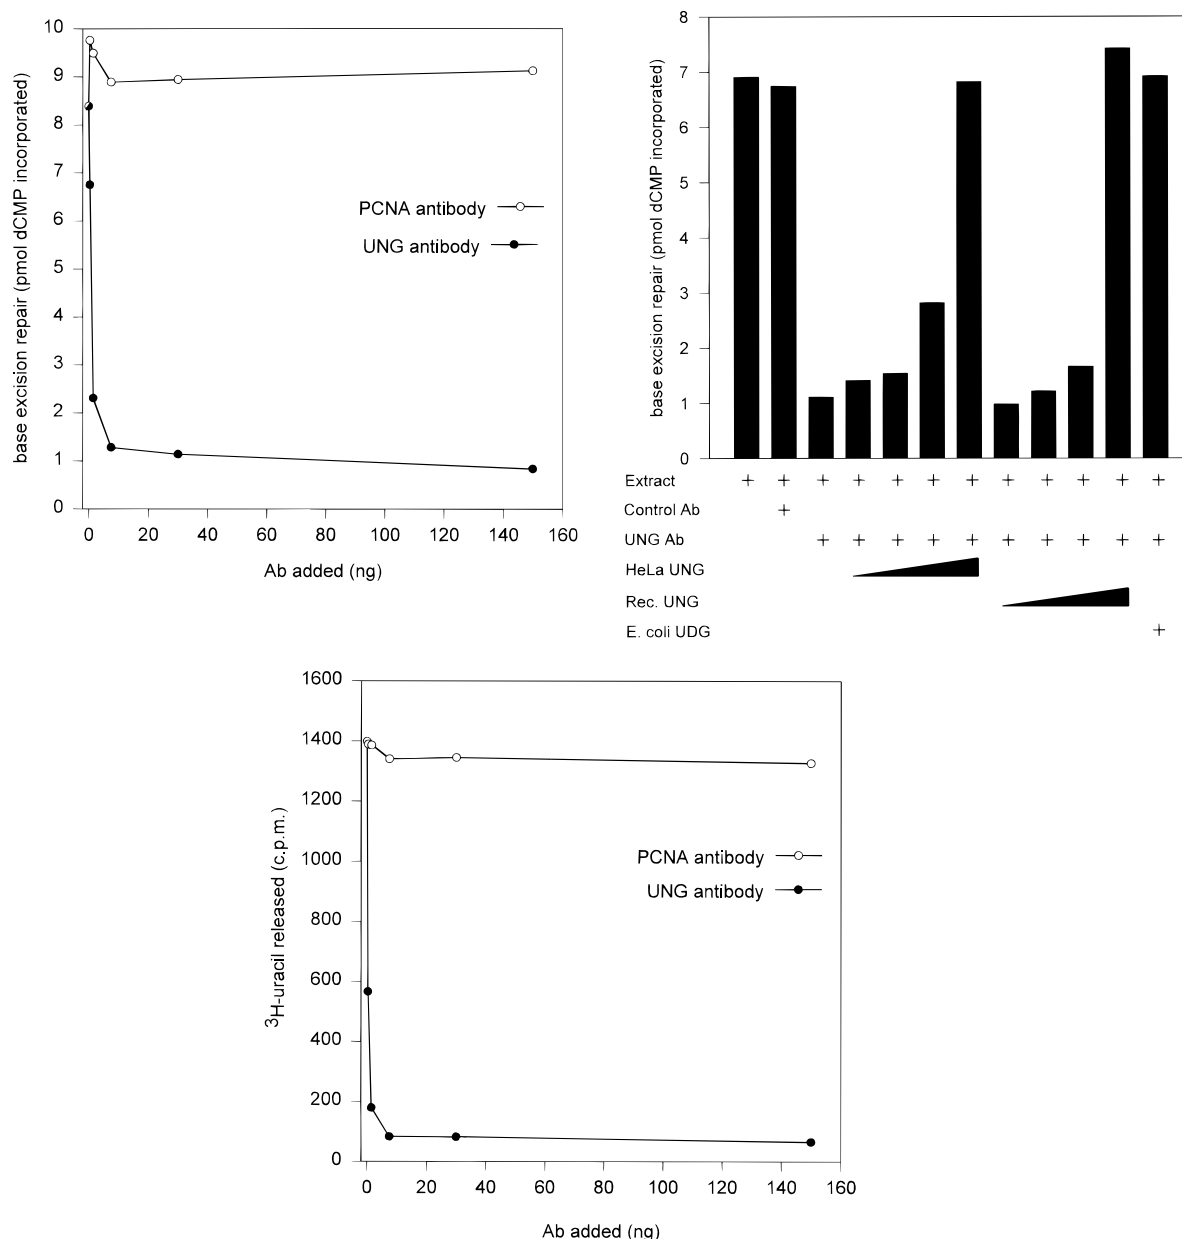 base excision repair (pmol dCMP incorporated)
10
9
8
7
6
5
4
3
2
1
0
PCNA antibody
UNG antibody
0 20 40 60 80 100 120 140 160
Ab added (ng)
base excision repair (pmol dCMP incorporated)
8
7
6
5
4
3
2
1
0
Extract + + + + + + + + + + + +
Control Ab +
UNG Ab + + + + + + + + + +
HeLa UNG
Rec. UNG
E. coli UDG +
³H-uracil released (c.p.m.)
1600
1400
1200
1000
800
600
400
200
0
PCNA antibody
UNG antibody
0 20 40 60 80 100 120 140 160
Ab added (ng)